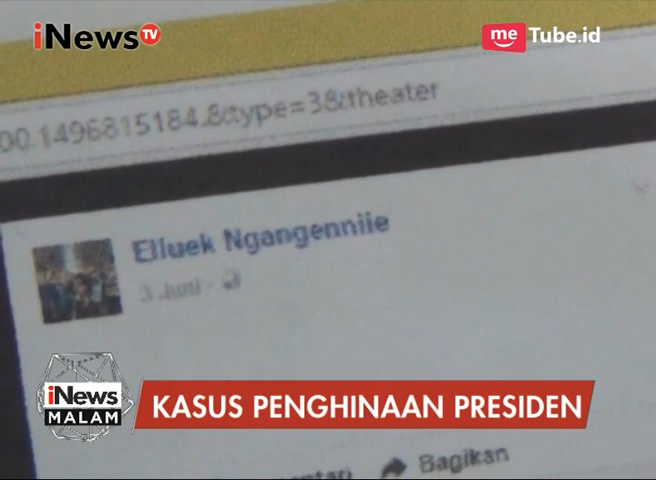 iNews TV
me Tube.id
00.1496815184.&type=3&theater
Elluek Ngangenniie
3 Juni
iNews
MALAM
KASUS PENGHINAAN PRESIDEN
Bagikan